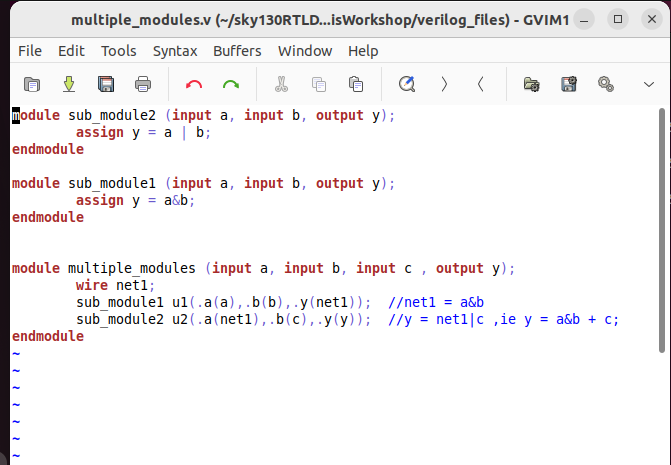 multiple_modules.v (~/sky130RTLD...isWorkshop/verilog_files) - GVIM1
File Edit Tools Syntax Buffers Window Help
module sub_module2 (input a, input b, output y);
        assign y = a | b;
endmodule

module sub_module1 (input a, input b, output y);
        assign y = a&b;
endmodule


module multiple_modules (input a, input b, input c , output y);
        wire net1;
        sub_module1 u1(.a(a),.b(b),.y(net1));  //net1 = a&b
        sub_module2 u2(.a(net1),.b(c),.y(y));  //y = net1|c ,ie y = a&b + c;
endmodule
~
~
~
~
~
~
~